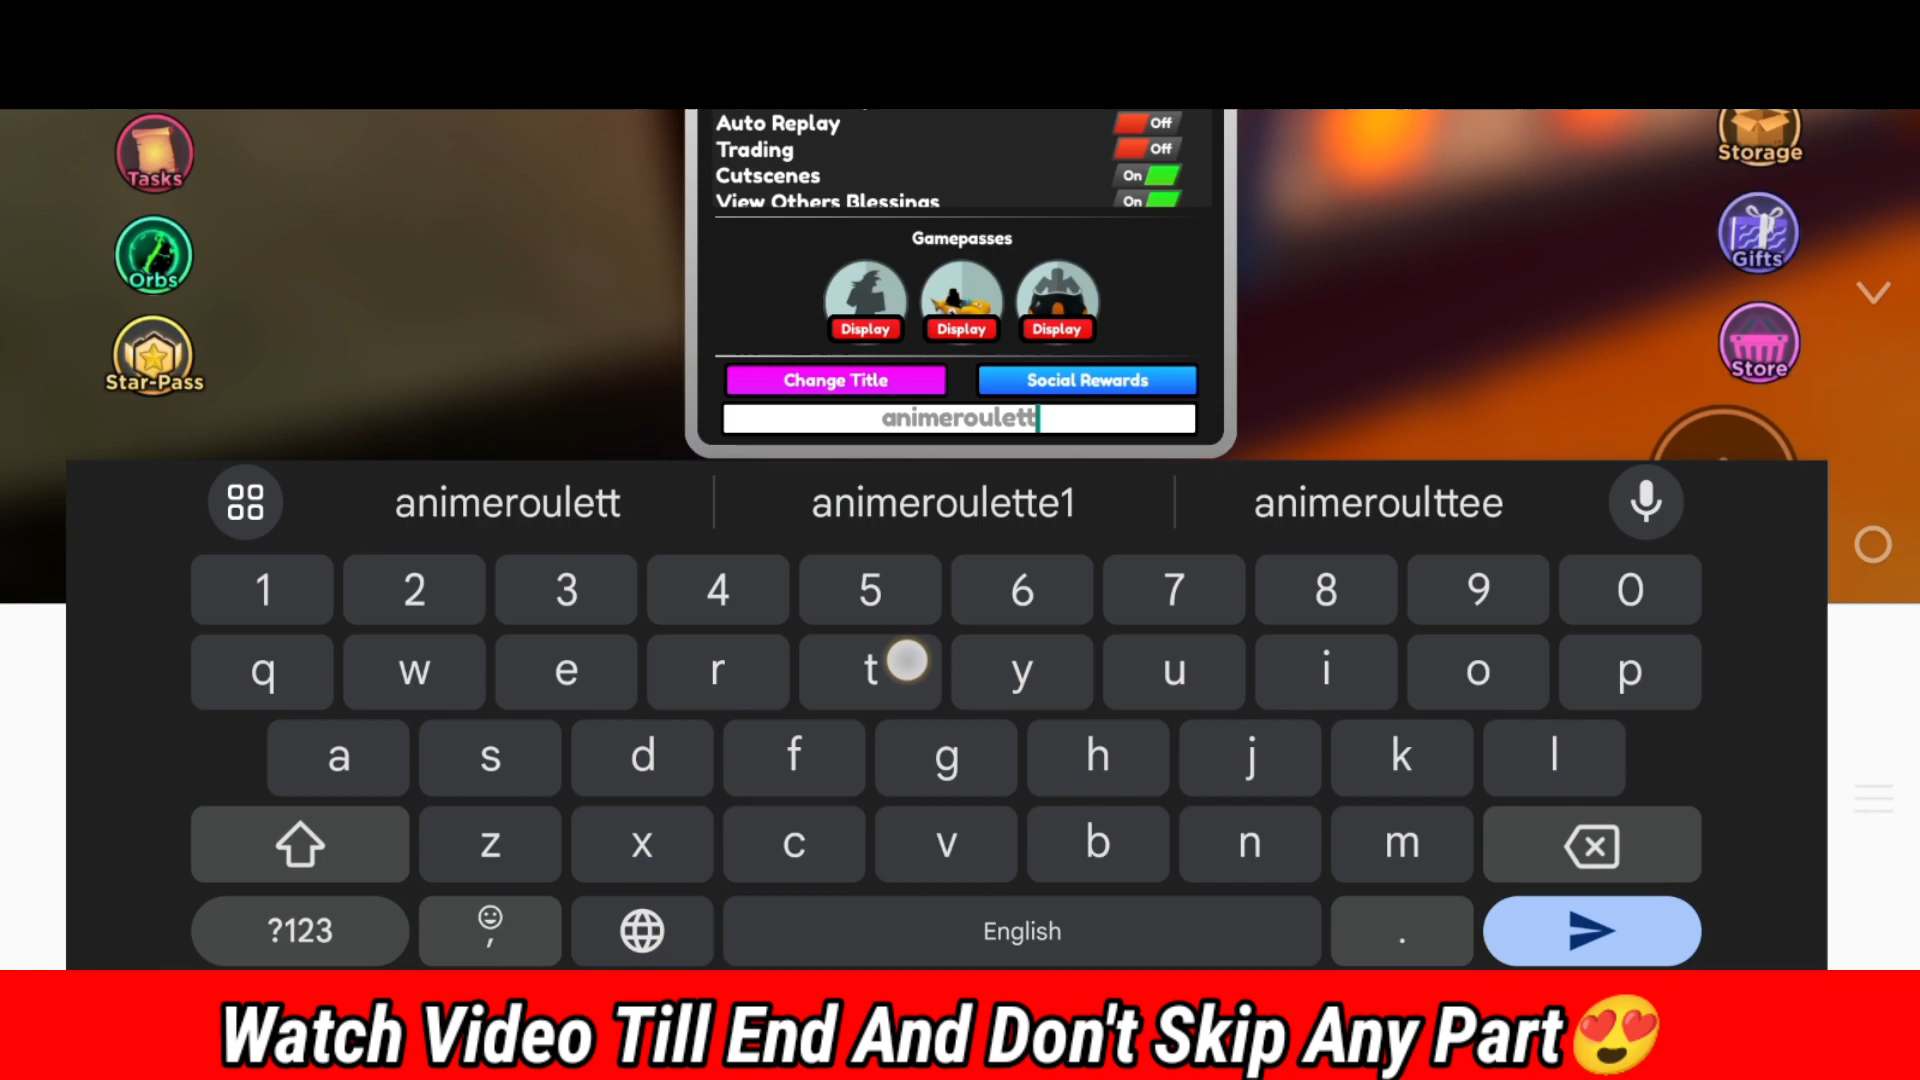 Auto Replay Off
Trading Off
Cutscenes On
View Others Blessings On
Tasks
Orbs
Star-Pass
Storage
Gifts
Store
Gamepasses
Display Display Display
Change Title Social Rewards
animeroulett
animeroulett animeroulette1 animeroulttee
1 2 3 4 5 6 7 8 9 0
q w e r t y u i o p
a s d f g h j k l
z x c v b n m
?123 , English .
Watch Video Till End And Don't Skip Any Part😍